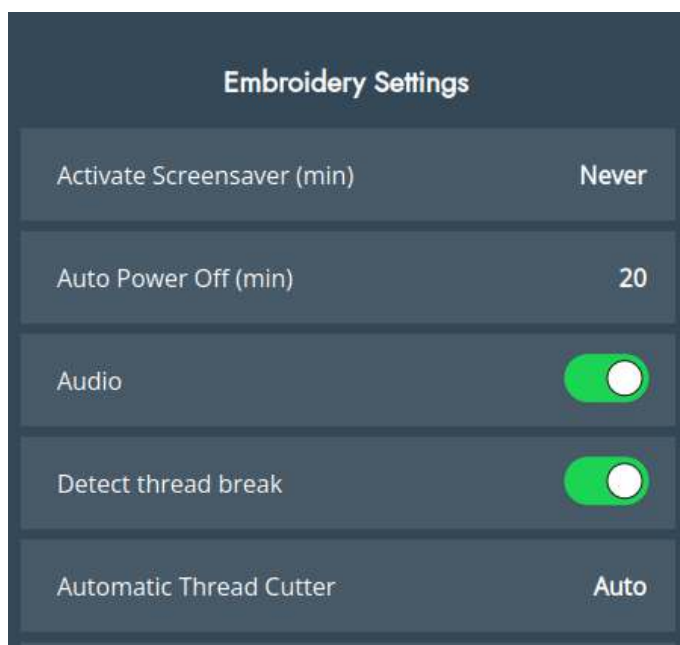 Embroidery Settings
Activate Screensaver (min) Never
Auto Power Off (min) 20
Audio
Detect thread break
Automatic Thread Cutter Auto